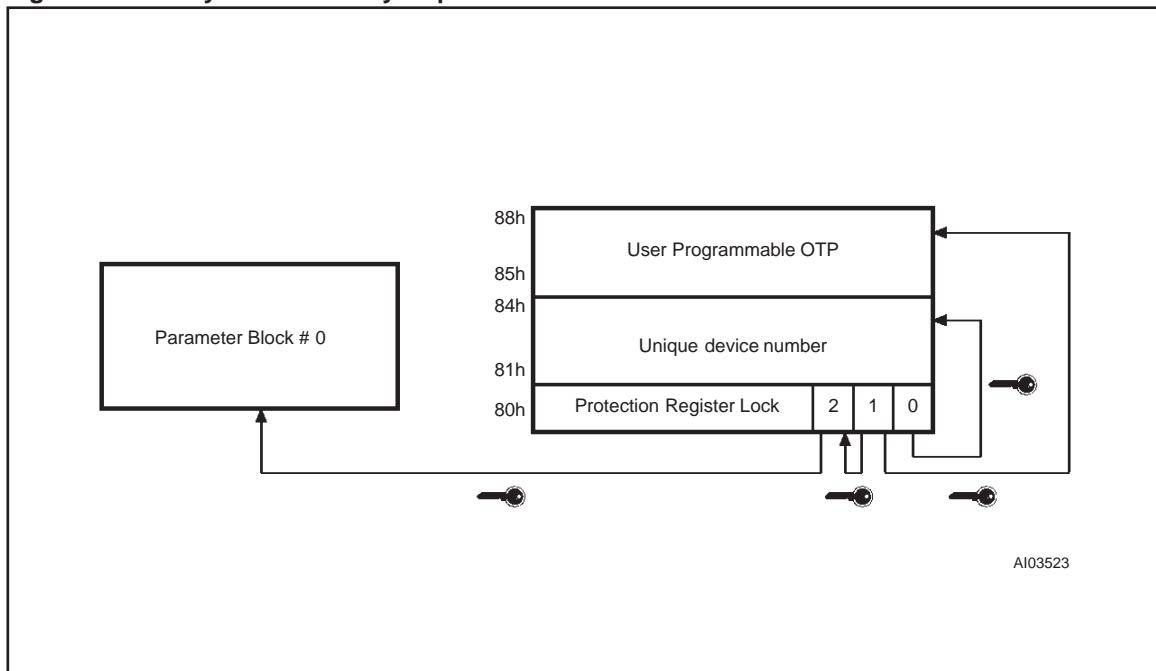 88h
User Programmable OTP
85h
84h
Parameter Block # 0
Unique device number
81h
80h
Protection Register Lock 2 1 0
AI03523